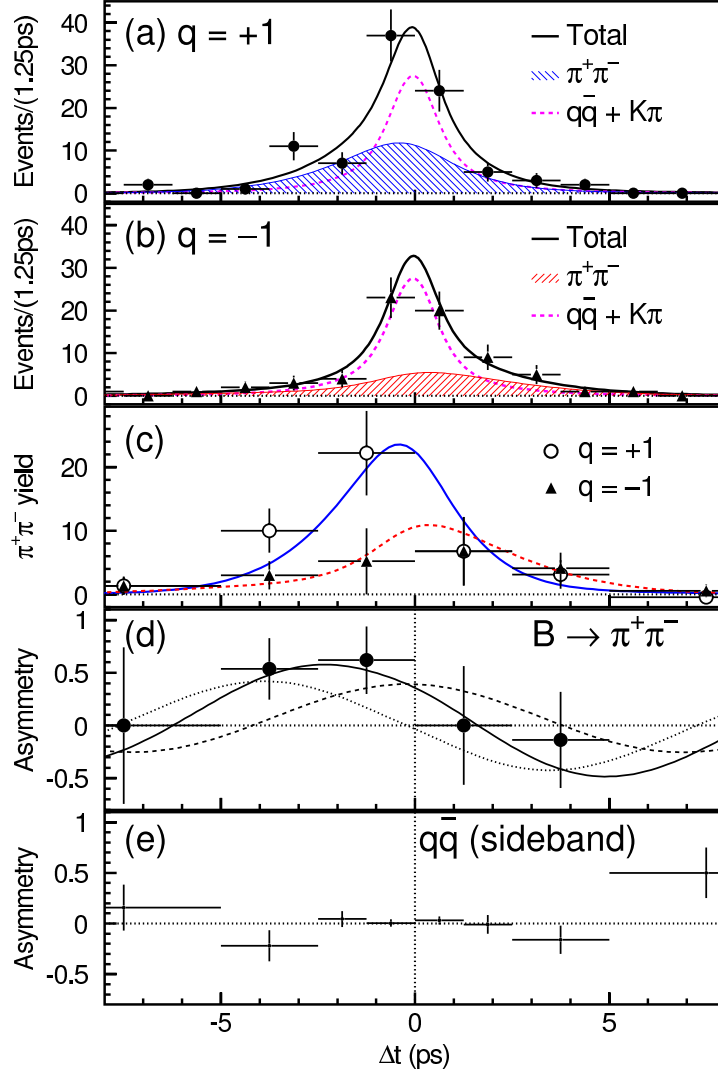 (a) q = +1
Total
π⁺π⁻
qq̄ + Kπ
Events/(1.25ps)
40
30
20
10
0
(b) q = −1
Total
π⁺π⁻
qq̄ + Kπ
Events/(1.25ps)
40
30
20
10
0
(c)
q = +1
q = −1
π⁺π⁻ yield
20
10
0
(d)
B → π⁺π⁻
Asymmetry
1
0.5
0
-0.5
(e)
qq̄ (sideband)
Asymmetry
1
0.5
0
-0.5
-5
0
5
Δt (ps)